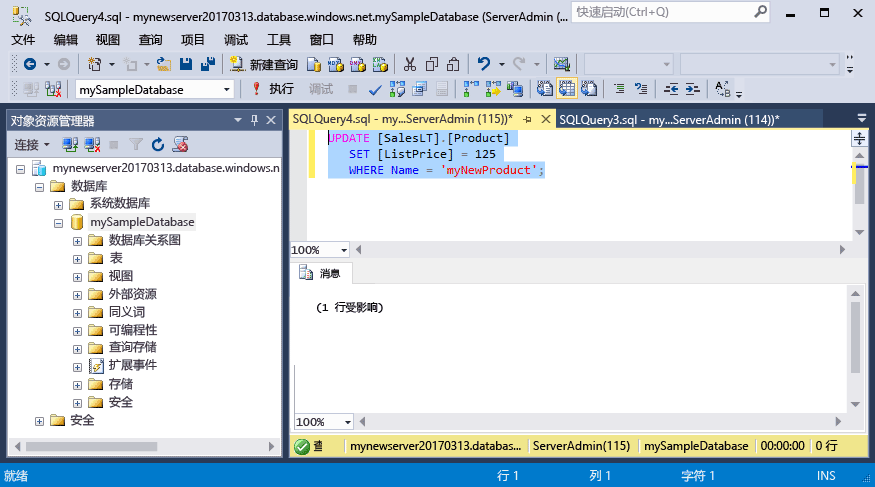 SQLQuery4.sql - mynewserver20170313.database.windows.net.mySampleDatabase (ServerAdmin (115))*...
快速启动(Ctrl+Q)
文件 编辑 视图 查询 项目 调试 工具 窗口 帮助
新建查询
mySampleDatabase 执行 调试
对象资源管理器
连接
mynewserver20170313.database.windows.n
数据库
系统数据库
mySampleDatabase
数据库关系图
表
视图
外部资源
同义词
可编程性
查询存储
扩展事件
存储
安全
安全
SQLQuery4.sql - my...ServerAdmin (115))* SQLQuery3.sql - my...ServerAdmin (114))*
UPDATE [SalesLT].[Product]
SET [ListPrice] = 125
WHERE Name = 'myNewProduct';
100%
消息
(1 行受影响)
100%
查 mynewserver20170313.databas... ServerAdmin(115) mySampleDatabase 00:00:00 0 行
就绪 行 1 列 1 字符 1 INS